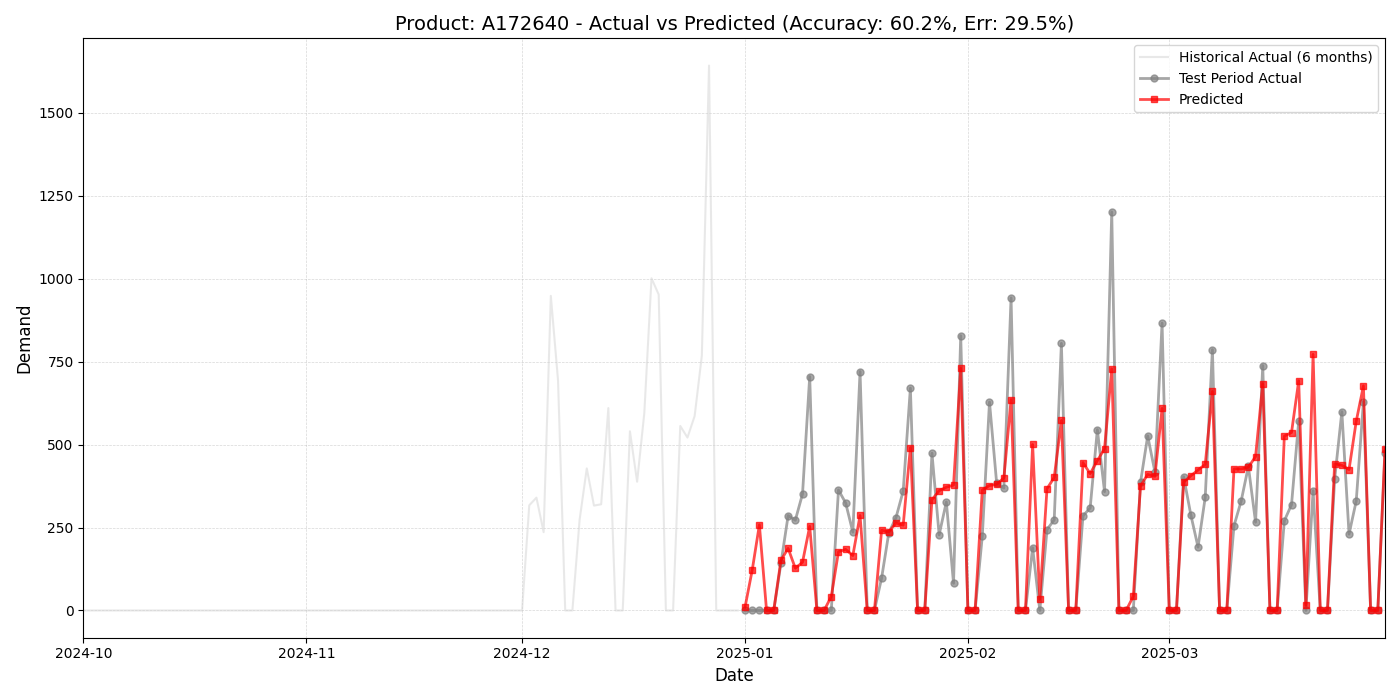 Product: A172640 - Actual vs Predicted (Accuracy: 60.2%, Err: 29.5%)
Historical Actual (6 months)
Test Period Actual
Predicted
Demand
1500
1250
1000
750
500
250
0
2024-10
2024-11
2024-12
2025-01
2025-02
2025-03
Date